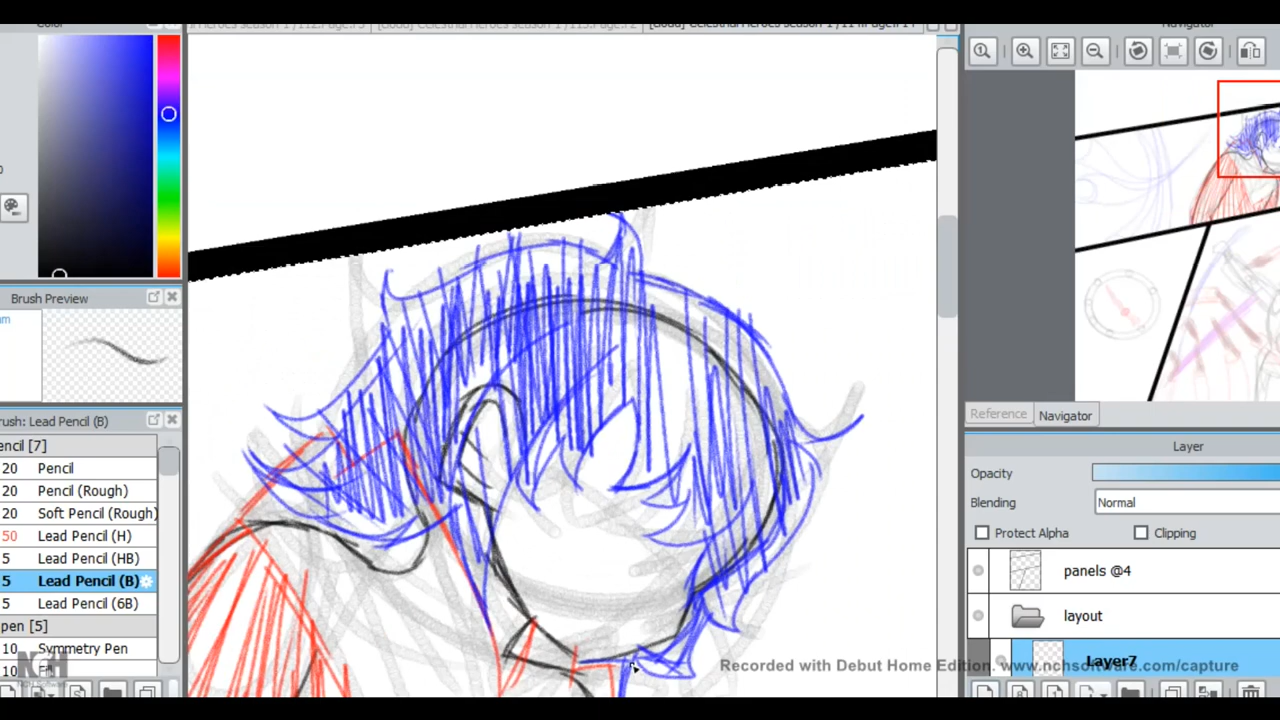 Color
Brush Preview
Lead Pencil (B)
[7]
20 Pencil
20 Pencil (Rough)
20 Soft Pencil (Rough)
50 Lead Pencil (H)
5 Lead Pencil (HB)
5 Lead Pencil (B)
5 Lead Pencil (6B)
pen [5]
10 Symmetry Pen
10
NCH
Navigator
Reference Navigator
Layer
Opacity
Blending Normal
Protect Alpha Clipping
panels @4
layout
Layer7
Recorded with Debut Home Edition. www.nchsoftware.com/capture